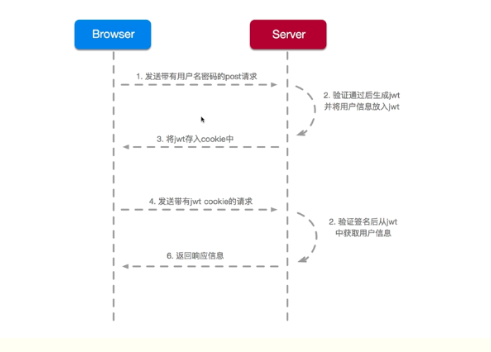 Browser
Server
1. 发送带有用户名密码的post请求
2. 验证通过后生成jwt
并将用户信息放入jwt
3. 将jwt存入cookie中
4. 发送带有jwt cookie的请求
2. 验证签名后从jwt
中获取用户信息
6. 返回响应信息